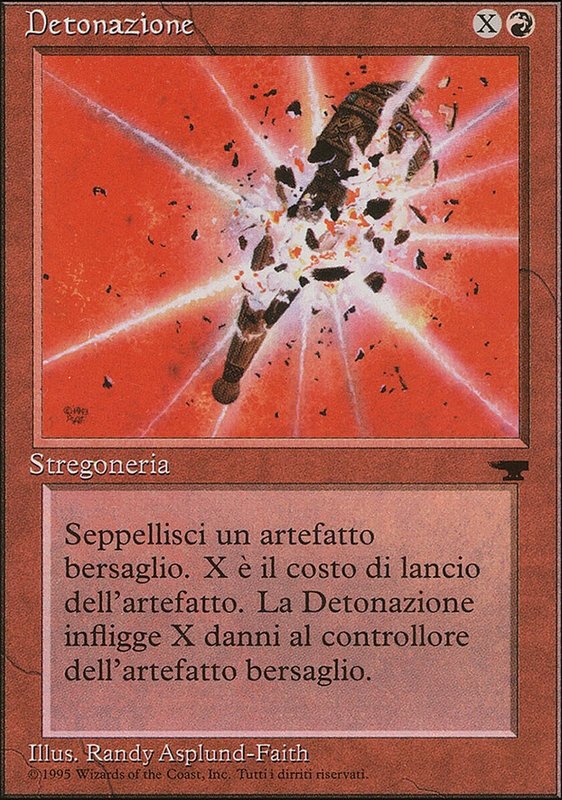 Detonazione
X
Stregoneria
Seppellisci un artefatto
bersaglio. X è il costo di lancio
dell'artefatto. La Detonazione
infligge X danni al controllore
dell'artefatto bersaglio.
Illus. Randy Asplund-Faith
©1995 Wizards of the Coast, Inc. Tutti i dirriti riservati.